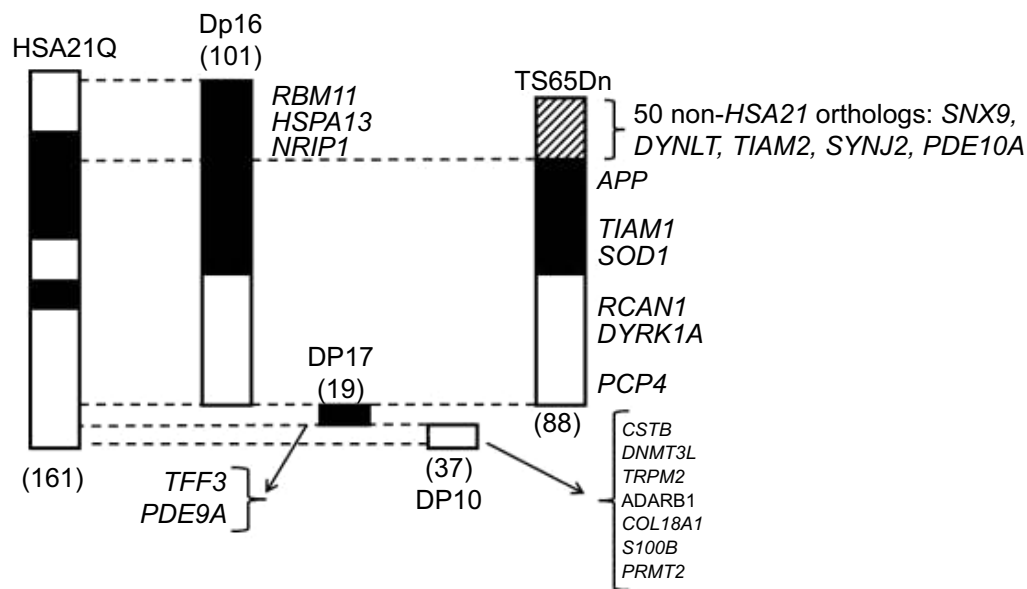 HSA21Q
Dp16
(101)
RBM11
HSPA13
NRIP1
TS65Dn
50 non-HSA21 orthologs: SNX9,
DYNLT, TIAM2, SYNJ2, PDE10A
APP
TIAM1
SOD1
RCAN1
DYRK1A
PCP4
DP17
(19)
(88)
(161)
TFF3
PDE9A
(37)
DP10
CSTB
DNMT3L
TRPM2
ADARB1
COL18A1
S100B
PRMT2